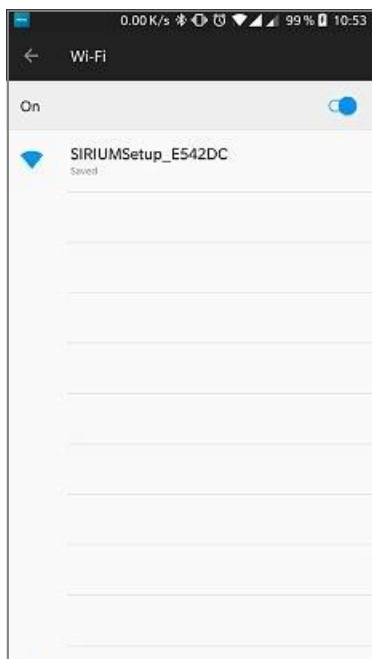 0.00 K/s 99 % 10:53
Wi-Fi
On
SIRIUMSetup_E542DC
Saved